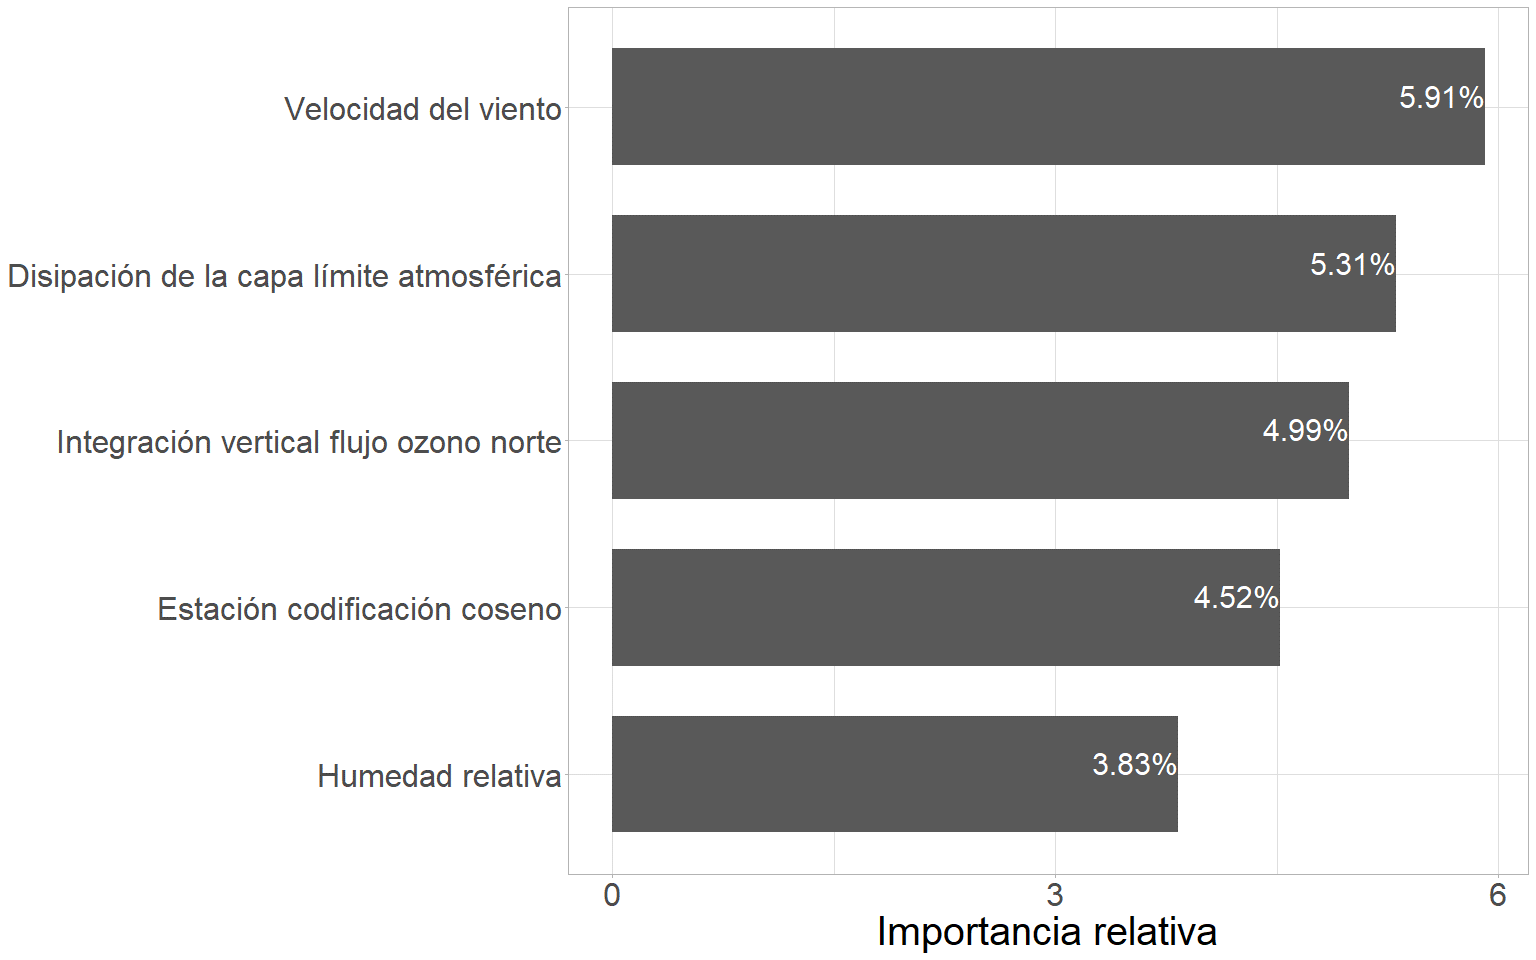 Velocidad del viento
5.91%
Disipación de la capa límite atmosférica
5.31%
Integración vertical flujo ozono norte
4.99%
Estación codificación coseno
4.52%
Humedad relativa
3.83%
0 3 6
Importancia relativa